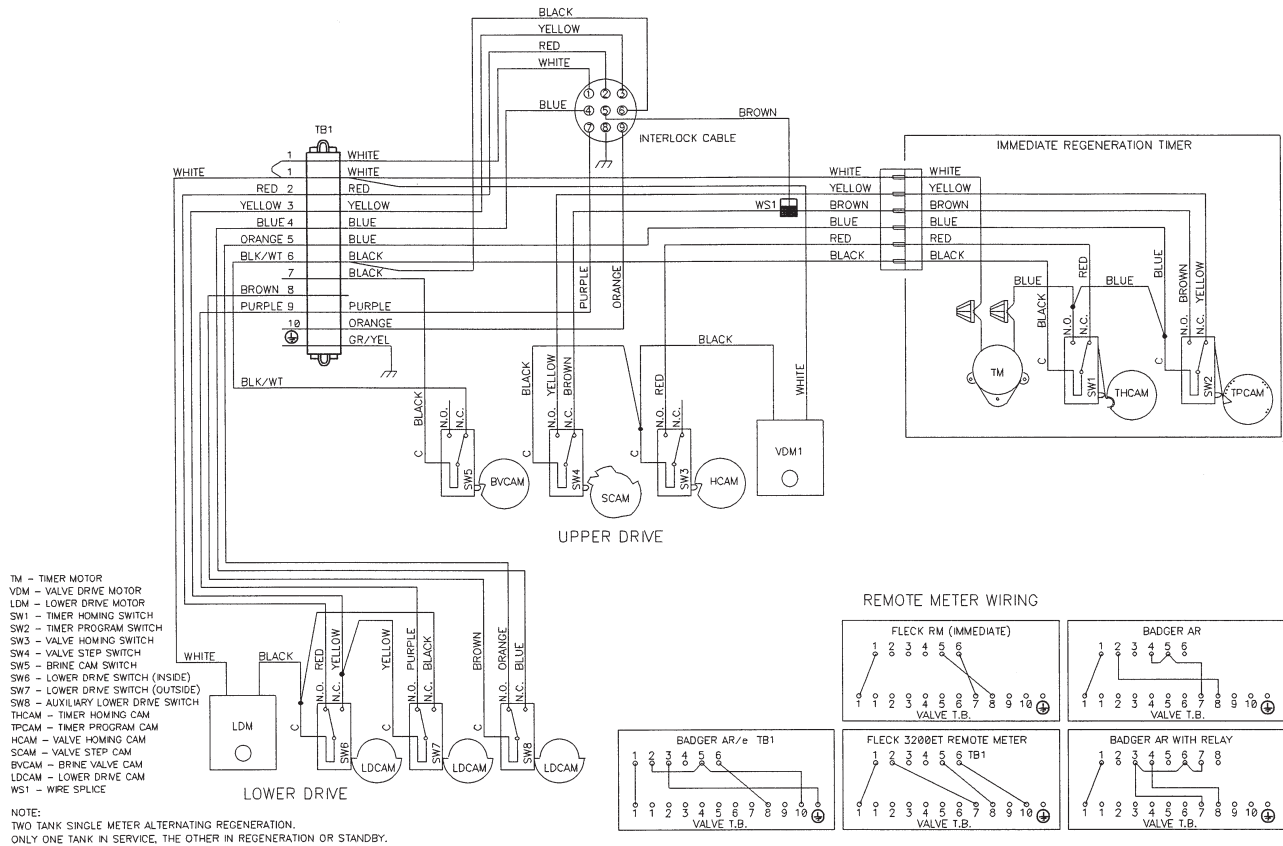 BLACK
YELLOW
RED
WHITE
1 2 3
BLUE 4 5 6
7 8 9
BROWN
INTERLOCK CABLE
TB1
1 WHITE
WHITE 1 WHITE
RED 2 RED
YELLOW 3 YELLOW
BLUE 4 BLUE
ORANGE 5 BLUE
BLK/WT 6 BLACK
7 BLACK
BROWN 8
PURPLE 9 PURPLE
10 ORANGE
GR/YEL
PURPLE
ORANGE
IMMEDIATE REGENERATION TIMER
WHITE WHITE
YELLOW YELLOW
WS1 BROWN BROWN
BLUE BLUE
RED RED
BLACK BLACK
BLUE
BLACK
RED
BLUE
BLUE
BROWN
YELLOW
N.O.
N.C.
N.O.
N.C.
C
C
TM
SW1
THCAM
SW2
TPCAM
BLK/WT
BLACK
BLACK
YELLOW
BROWN
RED
BLACK
WHITE
N.O.
N.C.
N.O.
N.C.
N.O.
N.C.
C
C
C
SW5
BVCAM
SW4
SCAM
SW3
HCAM
VDM1
UPPER DRIVE
TM – TIMER MOTOR
VDM – VALVE DRIVE MOTOR
LDM – LOWER DRIVE MOTOR
SW1 – TIMER HOMING SWITCH
SW2 – TIMER PROGRAM SWITCH
SW3 – VALVE HOMING SWITCH
SW4 – VALVE STEP SWITCH
SW5 – BRINE CAM SWITCH
SW6 – LOWER DRIVE SWITCH (INSIDE)
SW7 – LOWER DRIVE SWITCH (OUTSIDE)
SW8 – AUXILIARY LOWER DRIVE SWITCH
THCAM – TIMER HOMING CAM
TPCAM – TIMER PROGRAM CAM
HCAM – VALVE HOMING CAM
SCAM – VALVE STEP CAM
BVCAM – BRINE VALVE CAM
LDCAM – LOWER DRIVE CAM
WS1 – WIRE SPLICE
WHITE
BLACK
RED
YELLOW
YELLOW
PURPLE
BLACK
BROWN
ORANGE
BLUE
N.O.
N.C.
N.O.
N.C.
N.O.
N.C.
C
C
C
LDM
SW6
LDCAM
SW7
LDCAM
SW8
LDCAM
LOWER DRIVE
NOTE:
TWO TANK SINGLE METER ALTERNATING REGENERATION.
ONLY ONE TANK IN SERVICE, THE OTHER IN REGENERATION OR STANDBY.
REMOTE METER WIRING
FLECK RM (IMMEDIATE)
1 2 3 4 5 6
1 1 2 3 4 5 6 7 8 9 10
VALVE T.B.
BADGER AR
1 2 3 4 5 6
1 1 2 3 4 5 6 7 8 9 10
VALVE T.B.
BADGER AR/e TB1
1 2 3 4 5 6
1 1 2 3 4 5 6 7 8 9 10
VALVE T.B.
FLECK 3200ET REMOTE METER
1 2 3 4 5 6 TB1
1 1 2 3 4 5 6 7 8 9 10
VALVE T.B.
BADGER AR WITH RELAY
1 2 3 4 5 6 7 8
1 1 2 3 4 5 6 7 8 9 10
VALVE T.B.